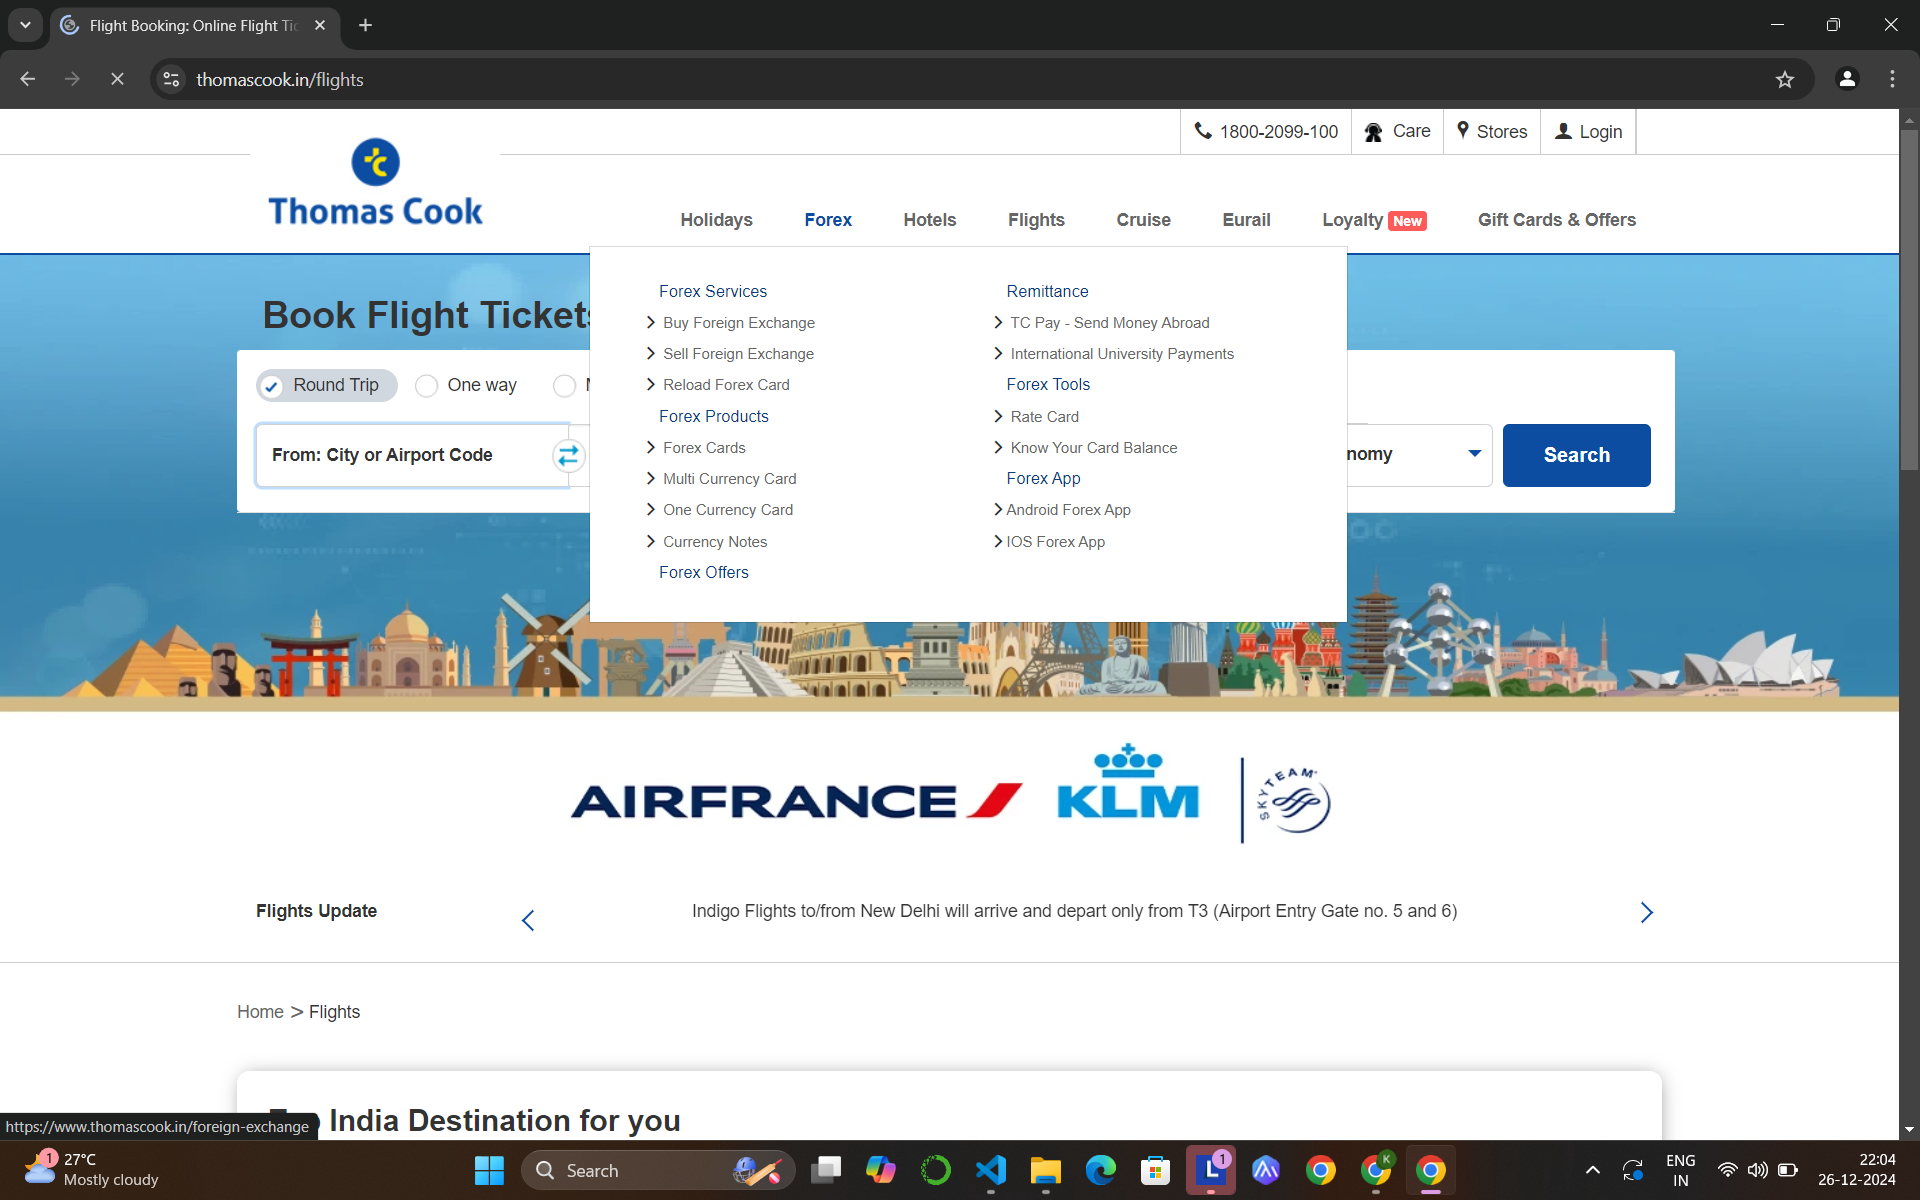 Flight Booking: Online Flight Tic
thomascook.in/flights
1800-2099-100 Care Stores Login
Thomas Cook
Holidays Forex Hotels Flights Cruise Eurail Loyalty New Gift Cards & Offers
Book Flight Tickets
Round Trip One way
From: City or Airport Code
nomy
Search
Forex Services
Buy Foreign Exchange
Sell Foreign Exchange
Reload Forex Card
Forex Products
Forex Cards
Multi Currency Card
One Currency Card
Currency Notes
Forex Offers
Remittance
TC Pay - Send Money Abroad
International University Payments
Forex Tools
Rate Card
Know Your Card Balance
Forex App
Android Forex App
IOS Forex App
AIRFRANCE KLM SKYTEAM
Flights Update
Indigo Flights to/from New Delhi will arrive and depart only from T3 (Airport Entry Gate no. 5 and 6)
Home > Flights
India Destination for you
https://www.thomascook.in/foreign-exchange
1
27°C
Mostly cloudy
Search
L 1
K
ENG
IN
22:04
26-12-2024